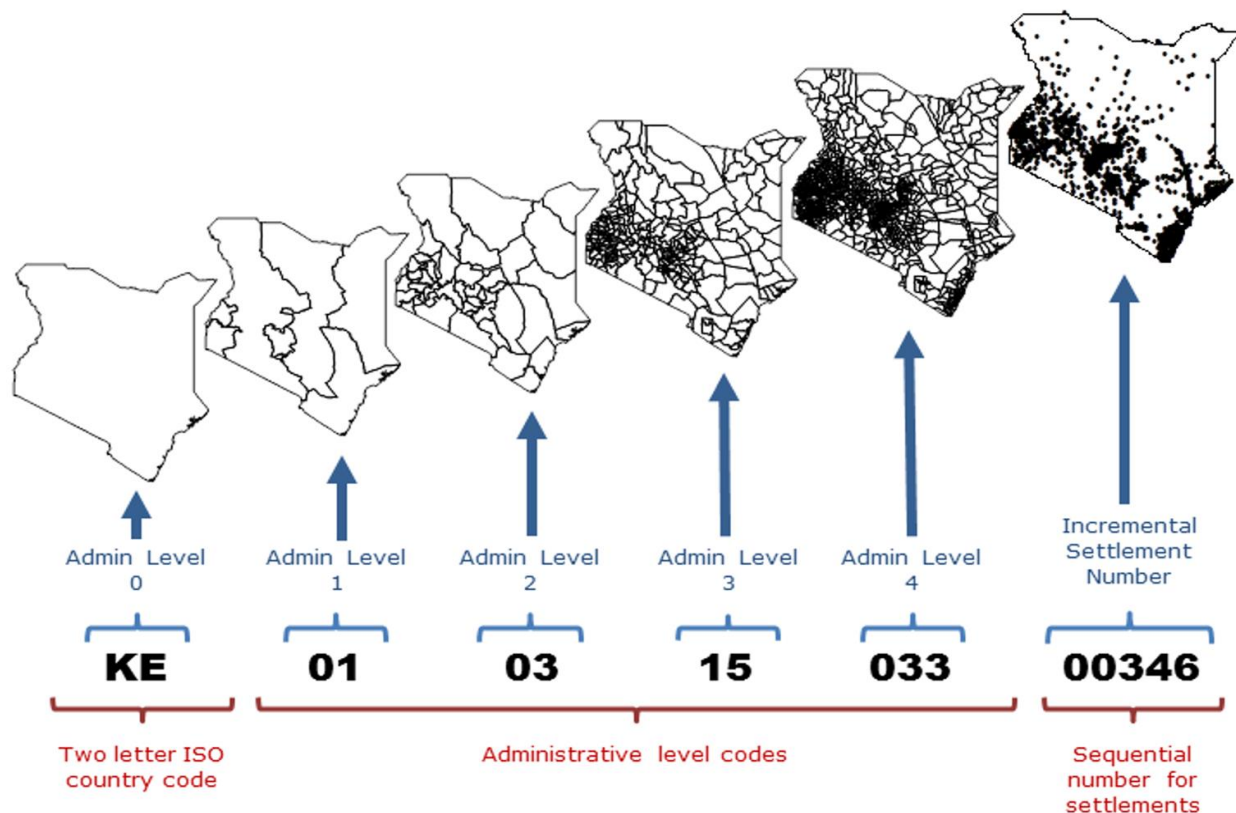 Admin Level
0
Admin Level
1
Admin Level
2
Admin Level
3
Admin Level
4
Incremental
Settlement
Number
KE
01
03
15
033
00346
Two letter ISO
country code
Administrative level codes
Sequential
number for
settlements